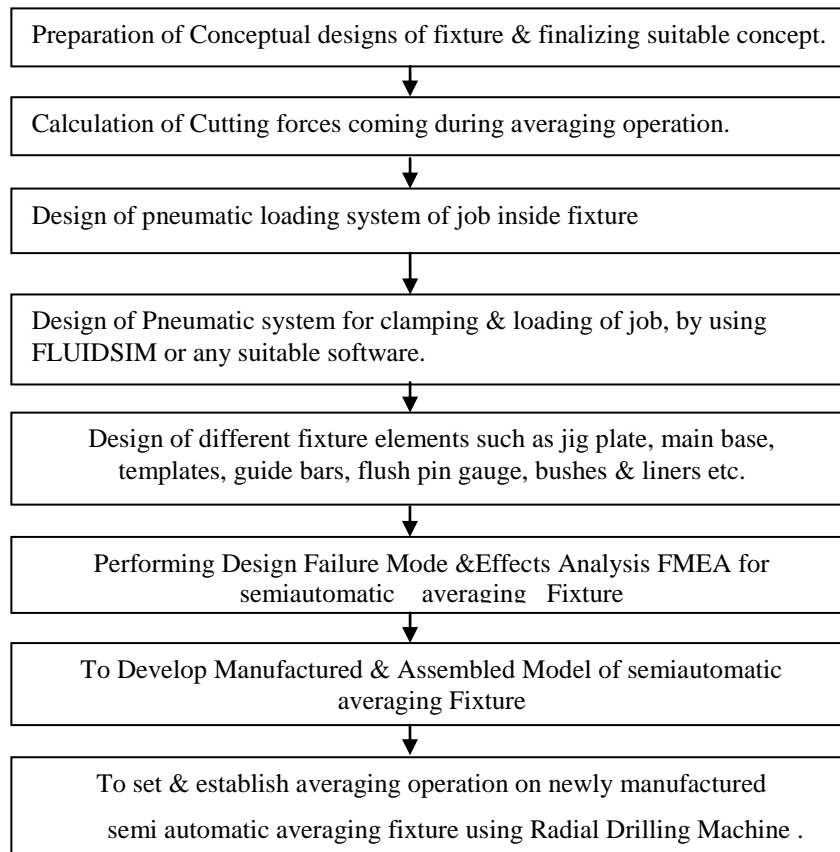 Preparation of Conceptual designs of fixture & finalizing suitable concept.
Calculation of Cutting forces coming during averaging operation.
Design of pneumatic loading system of job inside fixture
Design of Pneumatic system for clamping & loading of job, by using
FLUIDSIM or any suitable software.
Design of different fixture elements such as jig plate, main base,
templates, guide bars, flush pin gauge, bushes & liners etc.
Performing Design Failure Mode &Effects Analysis FMEA for
semiautomatic averaging Fixture
To Develop Manufactured & Assembled Model of semiautomatic
averaging Fixture
To set & establish averaging operation on newly manufactured
semi automatic averaging fixture using Radial Drilling Machine .